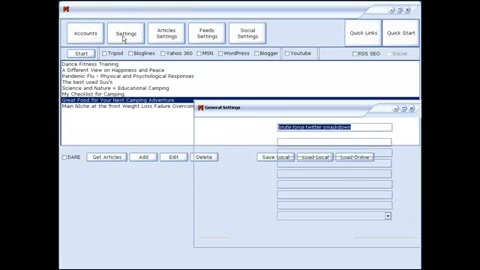 Accounts
Settings
Articles
Settings
Feeds
Settings
Social
Settings
Quick Links
Quick Start
Start
Tripod
Bloglines
Yahoo 360
MSN
WordPress
Blogger
Youtube
RSS SEO
Social
Dance Fitness Training
A Different View on Happiness and Peace
Pandemic Flu - Physical and Psychological Responses
The best used Suv's
Science and Nature = Educational Camping
My Checklist for Camping
Great Food for Your Next Camping Adventure
Main Niche at the front Weight Loss Failure Overcom
General Settings
brute force twitter smackdown
DARE
Get Articles
Add
Edit
Delete
Save Local
Load Local
Load Online